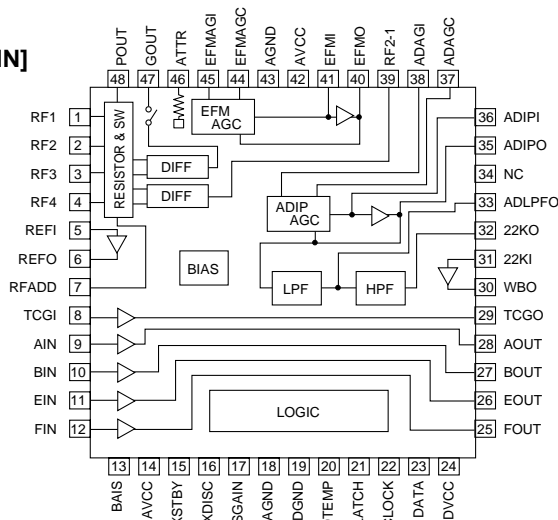 IN]
POUT
GOUT
ATTR
EFMAGI
EFMAGC
AGND
AVCC
EFMI
EFMO
RF2-1
ADAGI
ADAGC
48 47 46 45 44 43 42 41 40 39 38 37
RF1 1
RF2 2
RF3 3
RF4 4
REFI 5
REFO 6
RFADD 7
TCGI 8
AIN 9
BIN 10
EIN 11
FIN 12
RESISTOR & SW
EFM
AGC
DIFF
DIFF
ADIP
AGC
BIAS
LPF
HPF
LOGIC
36 ADIPI
35 ADIPO
34 NC
33 ADLPFO
32 22KO
31 22KI
30 WBO
29 TCGO
28 AOUT
27 BOUT
26 EOUT
25 FOUT
13 14 15 16 17 18 19 20 21 22 23 24
BAIS
AVCC
XSTBY
XDISC
SGAIN
AGND
DGND
DTEMP
LATCH
CLOCK
DATA
DVCC